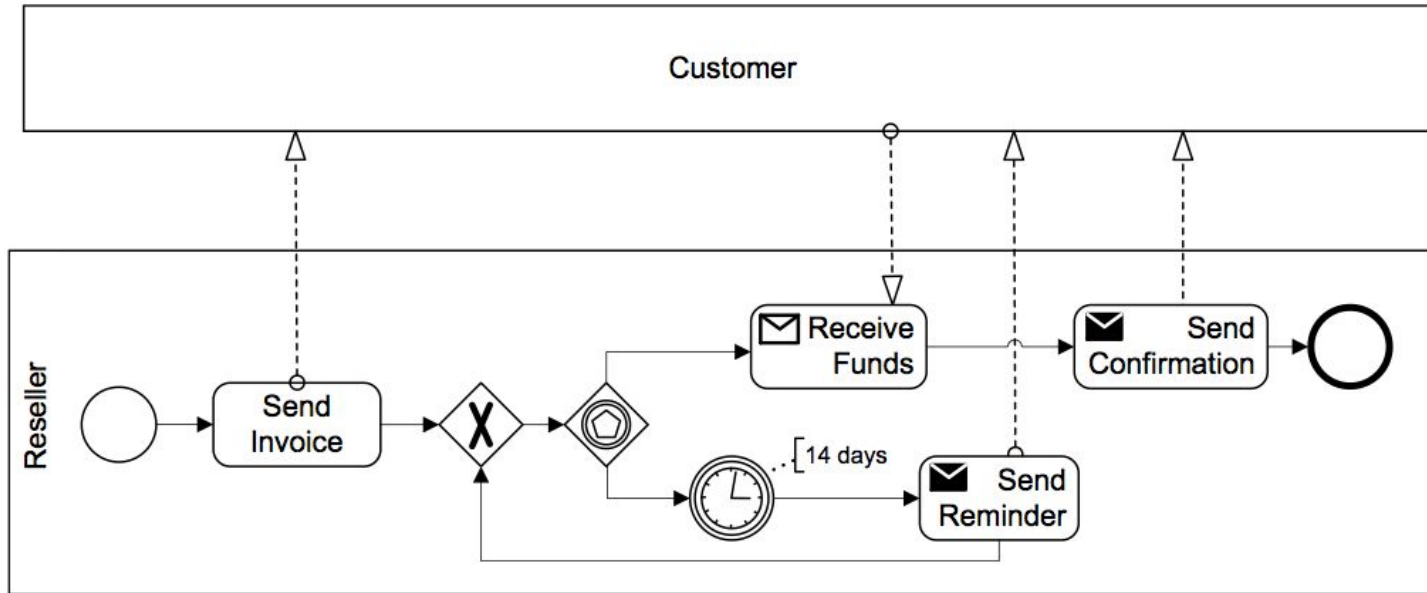 Customer
Reseller
Send
Invoice
Receive
Funds
Send
Confirmation
14 days
Send
Reminder